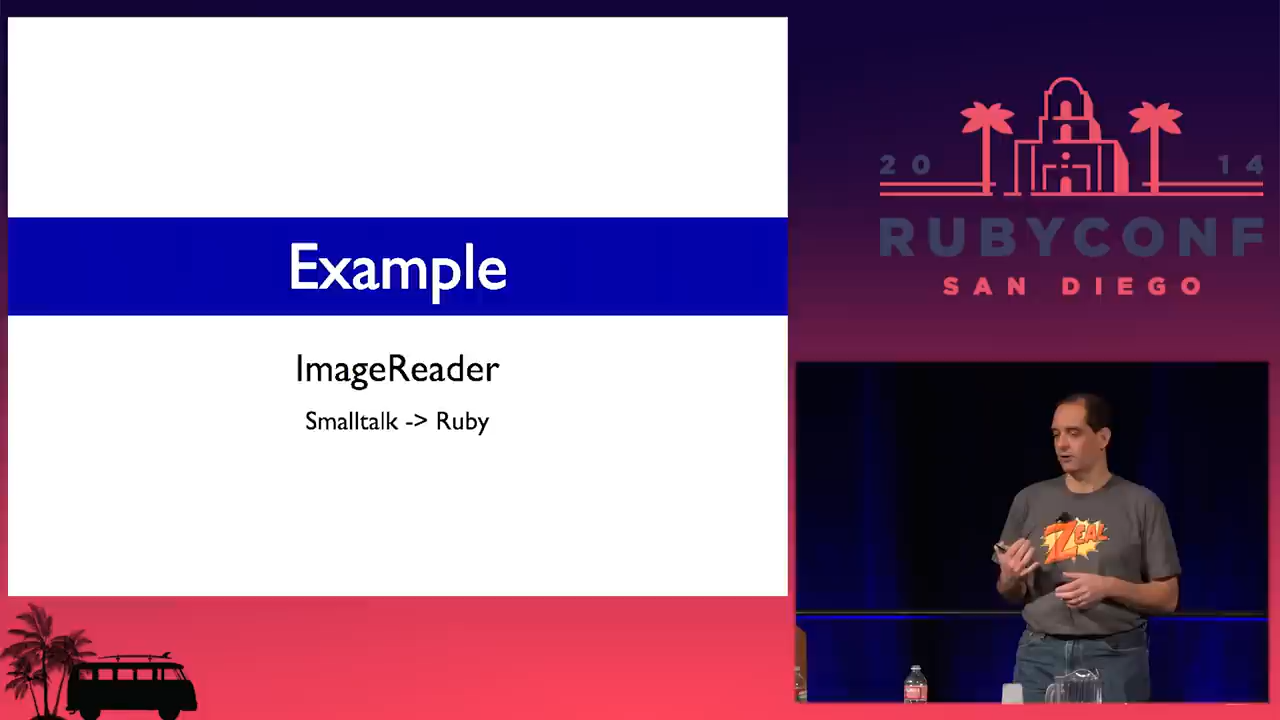 Example
ImageReader
Smalltalk -> Ruby
20 14
RUBYCONF
SAN DIEGO
ZEAL